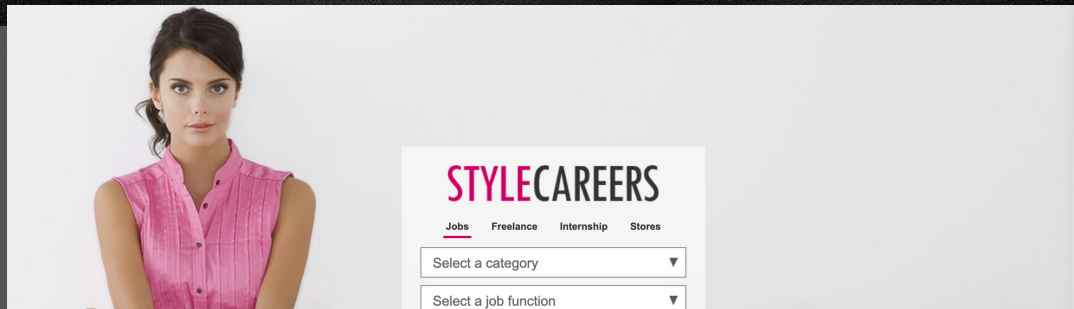 STYLECAREERS
Jobs Freelance Internship Stores
Select a category
Select a job function